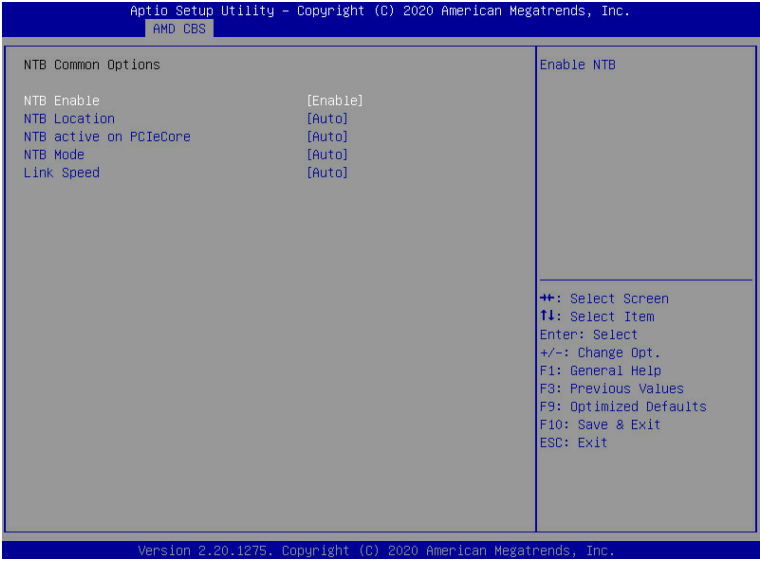 Aptio Setup Utility – Copyright (C) 2020 American Megatrends, Inc.
AMD CBS
NTB Common Options
NTB Enable [Enable]
NTB Location [Auto]
NTB active on PCIeCore [Auto]
NTB Mode [Auto]
Link Speed [Auto]
Enable NTB
→←: Select Screen
↑↓: Select Item
Enter: Select
+/-: Change Opt.
F1: General Help
F3: Previous Values
F9: Optimized Defaults
F10: Save & Exit
ESC: Exit
Version 2.20.1275. Copyright (C) 2020 American Megatrends, Inc.